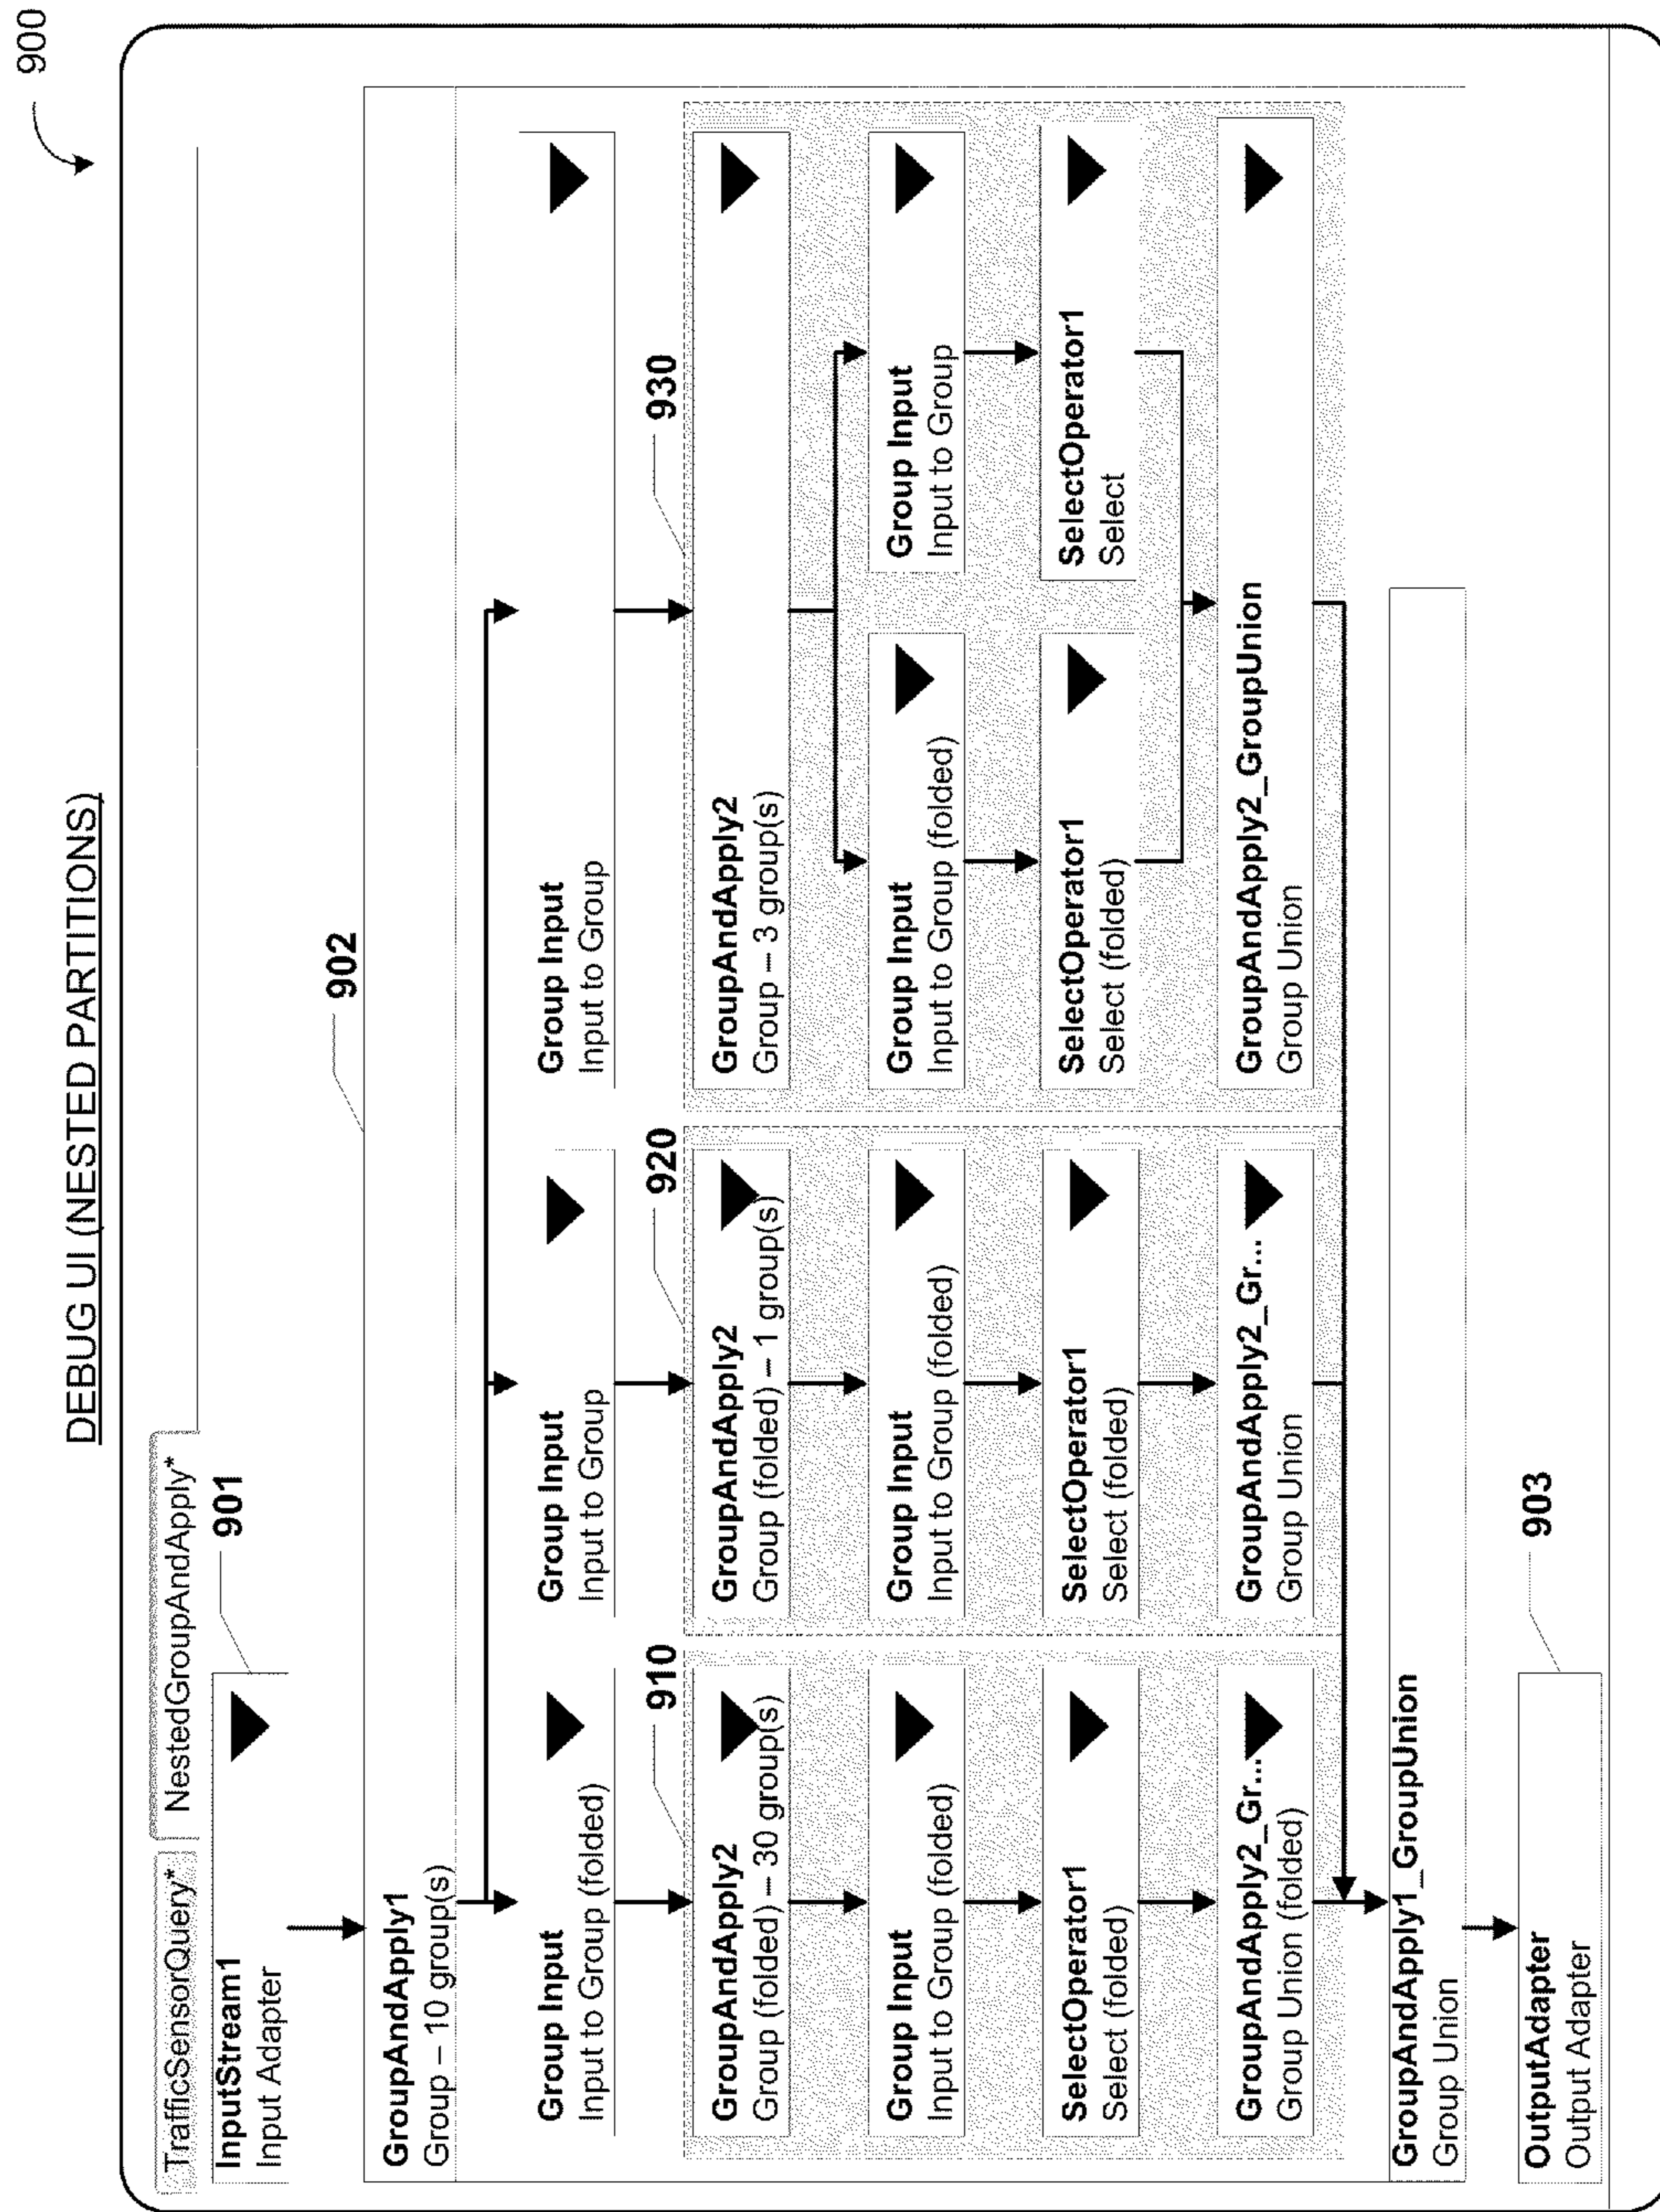 900
DEBUG UI (NESTED PARTITIONS)
TrafficSensorQuery*
NestedGroupAndApply*
InputStream1
Input Adapter
901
902
GroupAndApply1
Group – 10 group(s)
Group Input
Input to Group (folded)
Group Input
Input to Group
Group Input
Input to Group
910
920
930
GroupAndApply2
Group (folded) – 30 group(s)
GroupAndApply2
Group (folded) – 1 group(s)
GroupAndApply2
Group – 3 group(s)
Group Input
Input to Group (folded)
Group Input
Input to Group (folded)
Group Input
Input to Group (folded)
Group Input
Input to Group
SelectOperator1
Select (folded)
SelectOperator1
Select (folded)
SelectOperator1
Select (folded)
SelectOperator1
Select
GroupAndApply2_Gr...
Group Union (folded)
GroupAndApply2_Gr...
Group Union
GroupAndApply2_GroupUnion
Group Union
GroupAndApply1_GroupUnion
Group Union
903
OutputAdapter
Output Adapter